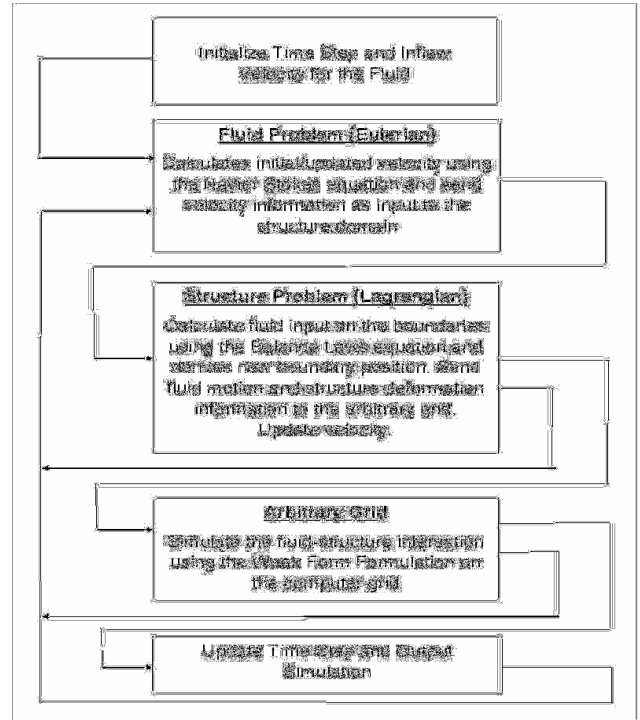 Initialize Time Step and Inflow
Velocity for the Fluid
Fluid Problem (Eulerian)
Calculates initial/updated velocity using
the Navier Stokes equation and send
velocity information as input to the
structure domain
Structure Problem (Lagrangian)
Calculate fluid input on the boundaries
using the Balance Laws equation and
new bounding position. Send
fluid motion and structure deformation
information to the arbitrary grid.
Update velocity.
Arbitrary Grid
Simulate the fluid-structure interaction
using the Weak Form Formulation on
the computer grid
Update Time Step and Output
Simulation